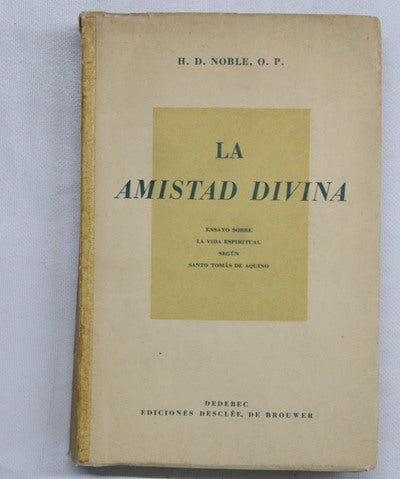 H. D. NOBLE, O. P.
LA
AMISTAD DIVINA
ENSAYO SOBRE
LA VIDA ESPIRITUAL
SEGÚN
SANTO TOMÁS DE AQUINO
DEDEBEC
EDICIONES DESCLÉE, DE BROUWER